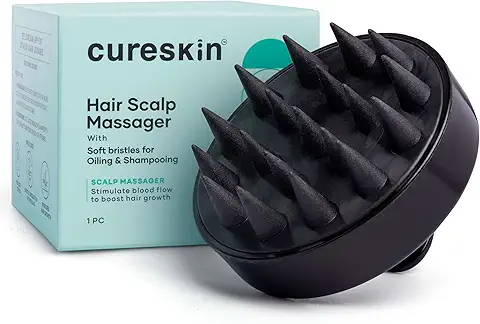 cureskin™
Hair Scalp
Massager
With
Soft bristles for
Oiling & Shampooing
SCALP MASSAGER
Stimulate blood flow
to boost hair growth
1 PC